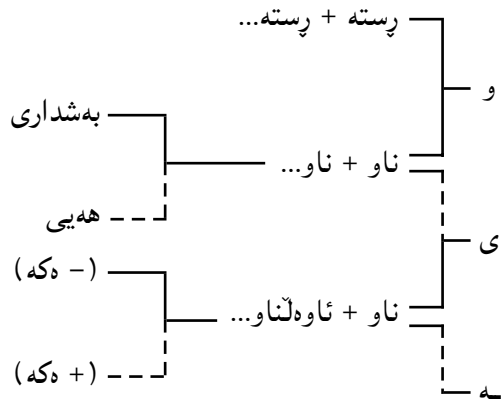 ڕستە + ڕستە...
و
بەشداری
ناو + ناو...
هەیی
ی
(– ەکە)
ناو + ئاوەڵناو...
(+ ەکە)
ـە